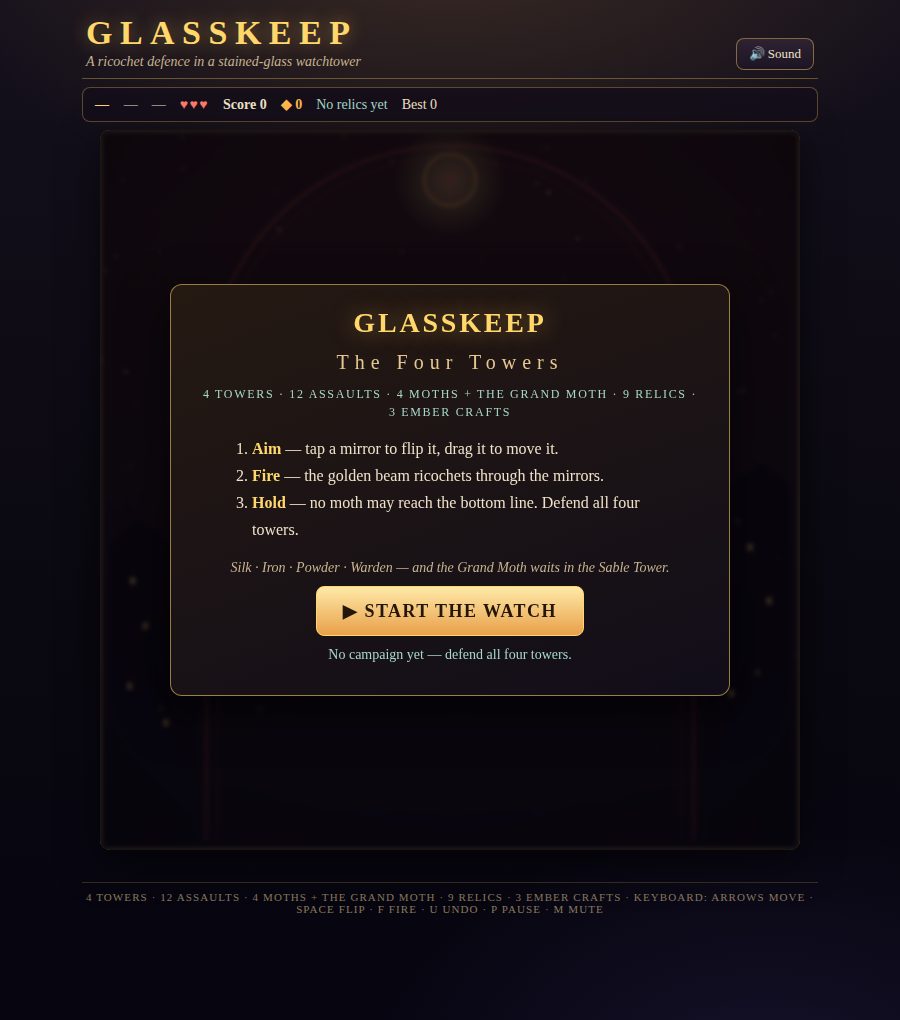 GLASSKEEP
A ricochet defence in a stained-glass watchtower
🔊 Sound
— — — ♥♥♥ Score 0 ◆ 0 No relics yet Best 0
GLASSKEEP
The Four Towers
4 TOWERS · 12 ASSAULTS · 4 MOTHS + THE GRAND MOTH · 9 RELICS ·
3 EMBER CRAFTS
1. Aim — tap a mirror to flip it, drag it to move it.
2. Fire — the golden beam ricochets through the mirrors.
3. Hold — no moth may reach the bottom line. Defend all four
towers.
Silk · Iron · Powder · Warden — and the Grand Moth waits in the Sable Tower.
▶ START THE WATCH
No campaign yet — defend all four towers.
4 TOWERS · 12 ASSAULTS · 4 MOTHS + THE GRAND MOTH · 9 RELICS · 3 EMBER CRAFTS · KEYBOARD: ARROWS MOVE ·
SPACE FLIP · F FIRE · U UNDO · P PAUSE · M MUTE